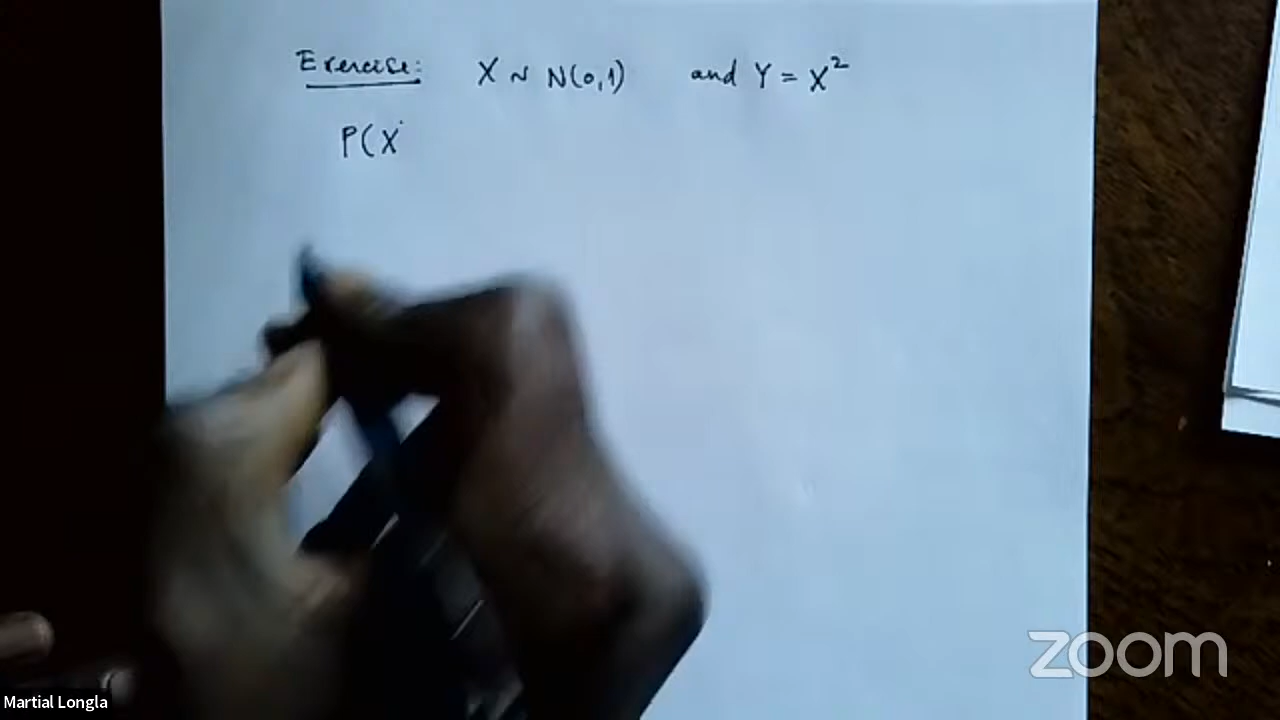 Exercise: X ~ N(0,1) and Y = X²
P(X
zoom
Martial Longla